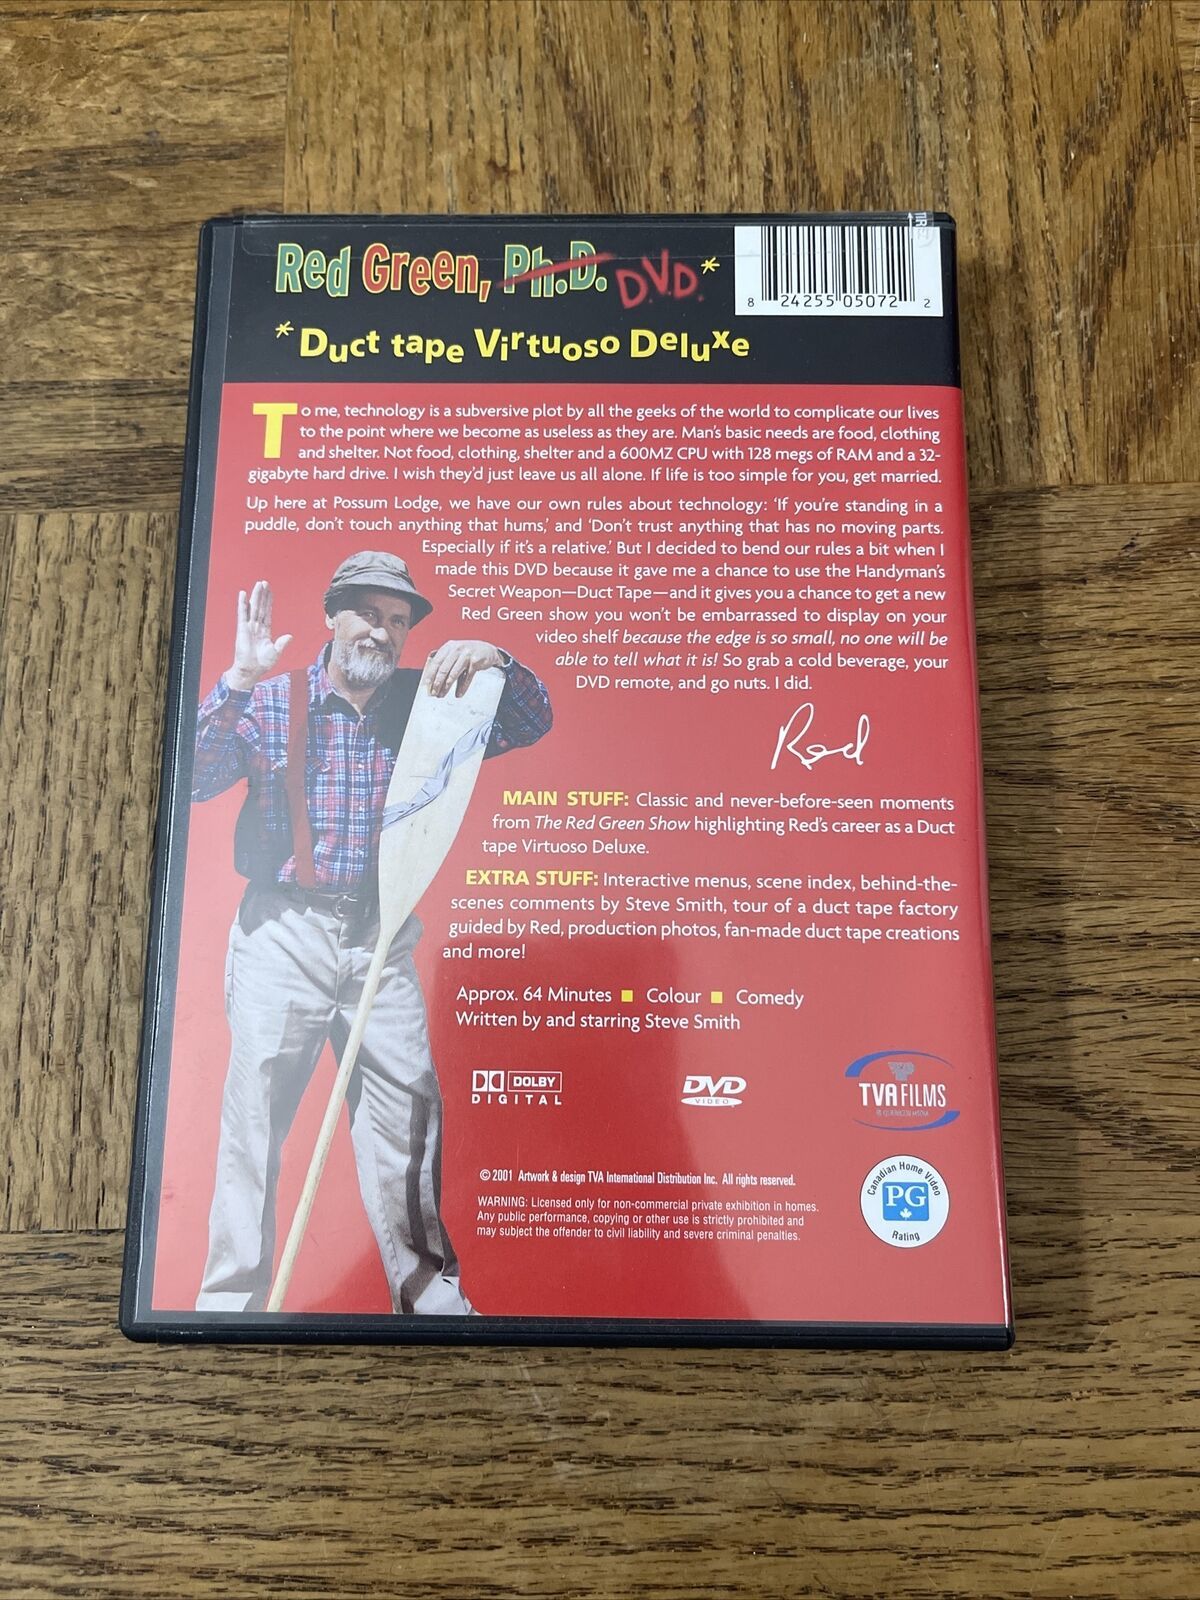 Red Green, Ph.D. D.V.D.*
*Duct tape Virtuoso Deluxe
8 24255 05072 2
To me, technology is a subversive plot by all the geeks of the world to complicate our lives
to the point where we become as useless as they are. Man's basic needs are food, clothing
and shelter. Not food, clothing, shelter and a 600MZ CPU with 128 megs of RAM and a 32-
gigabyte hard drive. I wish they'd just leave us all alone. If life is too simple for you, get married.
Up here at Possum Lodge, we have our own rules about technology: 'If you're standing in a
puddle, don't touch anything that hums,' and 'Don't trust anything that has no moving parts.
Especially if it's a relative.' But I decided to bend our rules a bit when I
made this DVD because it gave me a chance to use the Handyman's
Secret Weapon—Duct Tape—and it gives you a chance to get a new
Red Green show you won't be embarrassed to display on your
video shelf because the edge is so small, no one will be
able to tell what it is! So grab a cold beverage, your
DVD remote, and go nuts. I did.
Red
MAIN STUFF: Classic and never-before-seen moments
from The Red Green Show highlighting Red's career as a Duct
tape Virtuoso Deluxe.
EXTRA STUFF: Interactive menus, scene index, behind-the-
scenes comments by Steve Smith, tour of a duct tape factory
guided by Red, production photos, fan-made duct tape creations
and more!
Approx. 64 Minutes ■ Colour ■ Comedy
Written by and starring Steve Smith
DOLBY
DIGITAL
DVD
VIDEO
TVA FILMS
© 2001 Artwork & design TVA International Distribution Inc. All rights reserved.
WARNING: Licensed only for non-commercial private exhibition in homes.
Any public performance, copying or other use is strictly prohibited and
may subject the offender to civil liability and severe criminal penalties.
Canadian Home Video
PG
Rating